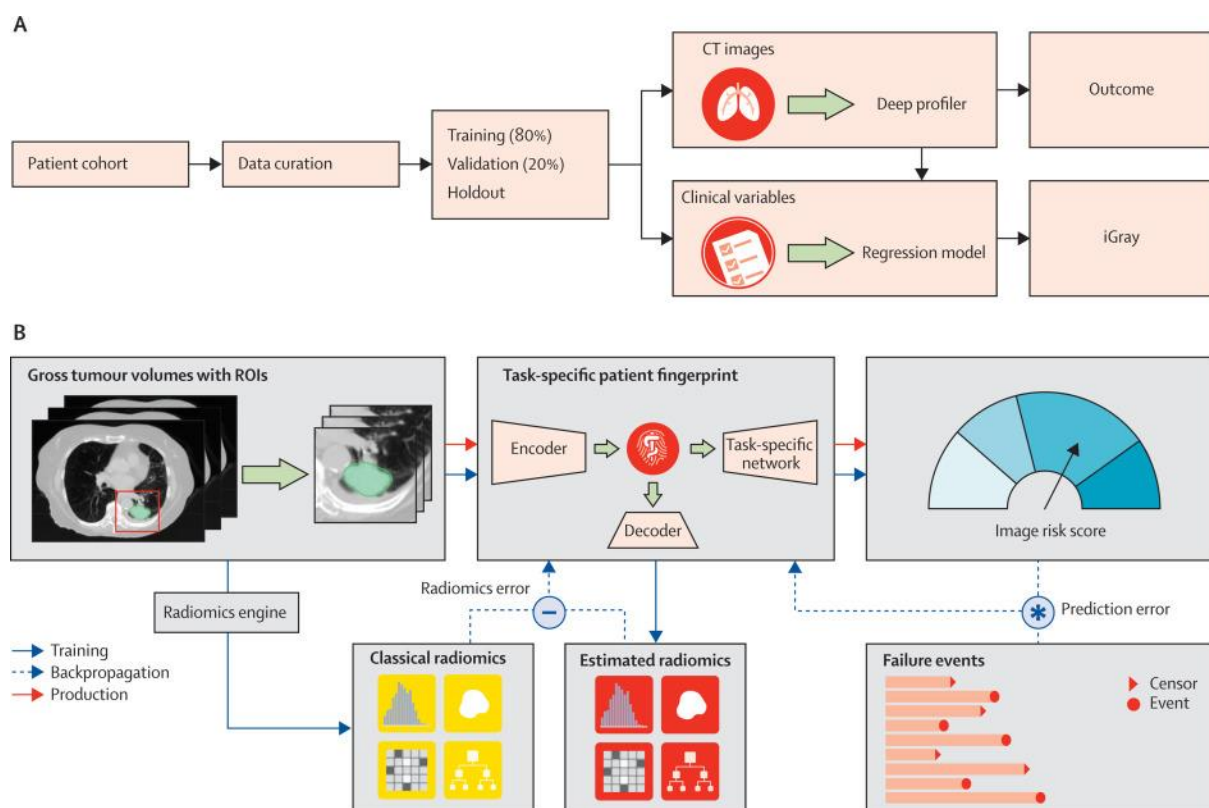 A
Patient cohort
Data curation
Training (80%)
Validation (20%)
Holdout
CT images
Deep profiler
Outcome
Clinical variables
Regression model
iGray
B
Gross tumour volumes with ROIs
Task-specific patient fingerprint
Encoder
Task-specific
network
Decoder
Image risk score
Radiomics engine
Radiomics error
−
*
Prediction error
Training
Backpropagation
Production
Classical radiomics
Estimated radiomics
Failure events
Censor
Event